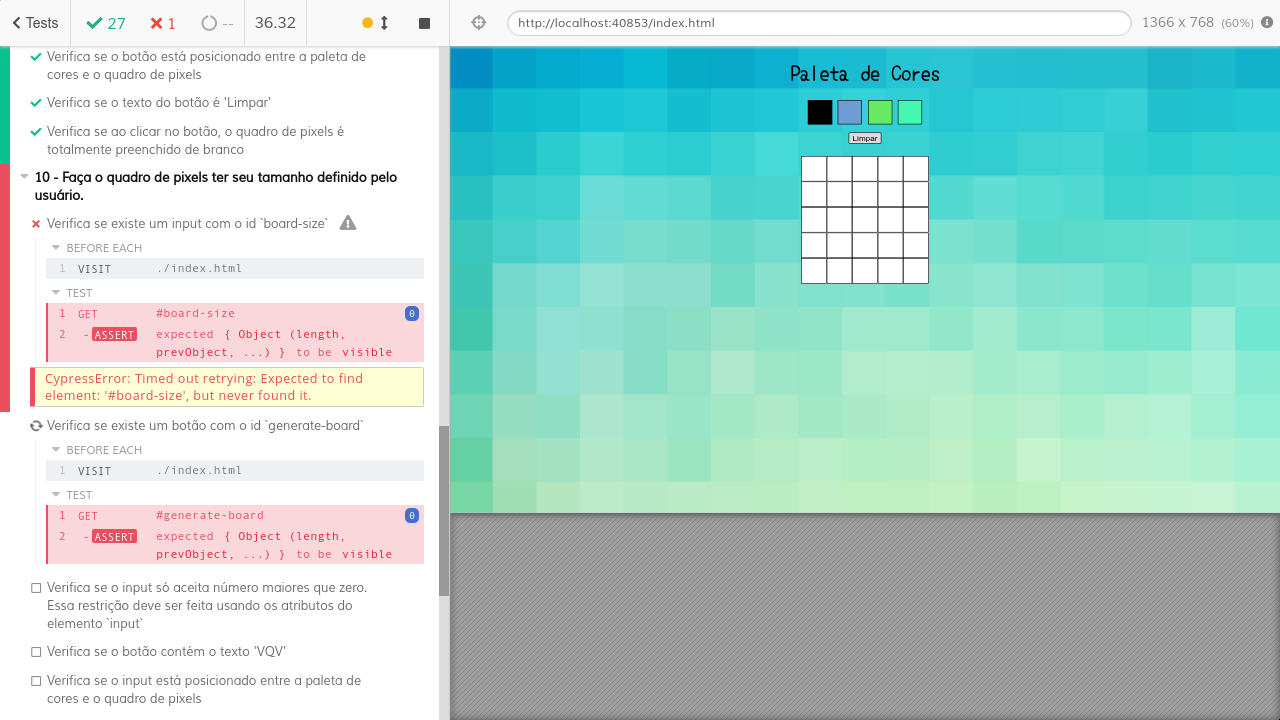 Tests
27
1
--
36.32
http://localhost:40853/index.html
1366 x 768 (60%)
Verifica se o botão está posicionado entre a paleta de
cores e o quadro de pixels
Verifica se o texto do botão é 'Limpar'
Verifica se ao clicar no botão, o quadro de pixels é
totalmente preenchido de branco
10 - Faça o quadro de pixels ter seu tamanho definido pelo
usuário.
Verifica se existe um input com o id `board-size`
BEFORE EACH
1 VISIT ./index.html
TEST
1 GET #board-size 0
2 -ASSERT expected { Object (length,
prevObject, ...) } to be visible
CypressError: Timed out retrying: Expected to find
element: '#board-size', but never found it.
Verifica se existe um botão com o id `generate-board`
BEFORE EACH
1 VISIT ./index.html
TEST
1 GET #generate-board 0
2 -ASSERT expected { Object (length,
prevObject, ...) } to be visible
Verifica se o input só aceita número maiores que zero.
Essa restrição deve ser feita usando os atributos do
elemento `input`
Verifica se o botão contém o texto 'VQV'
Verifica se o input está posicionado entre a paleta de
cores e o quadro de pixels
Paleta de Cores
Limpar